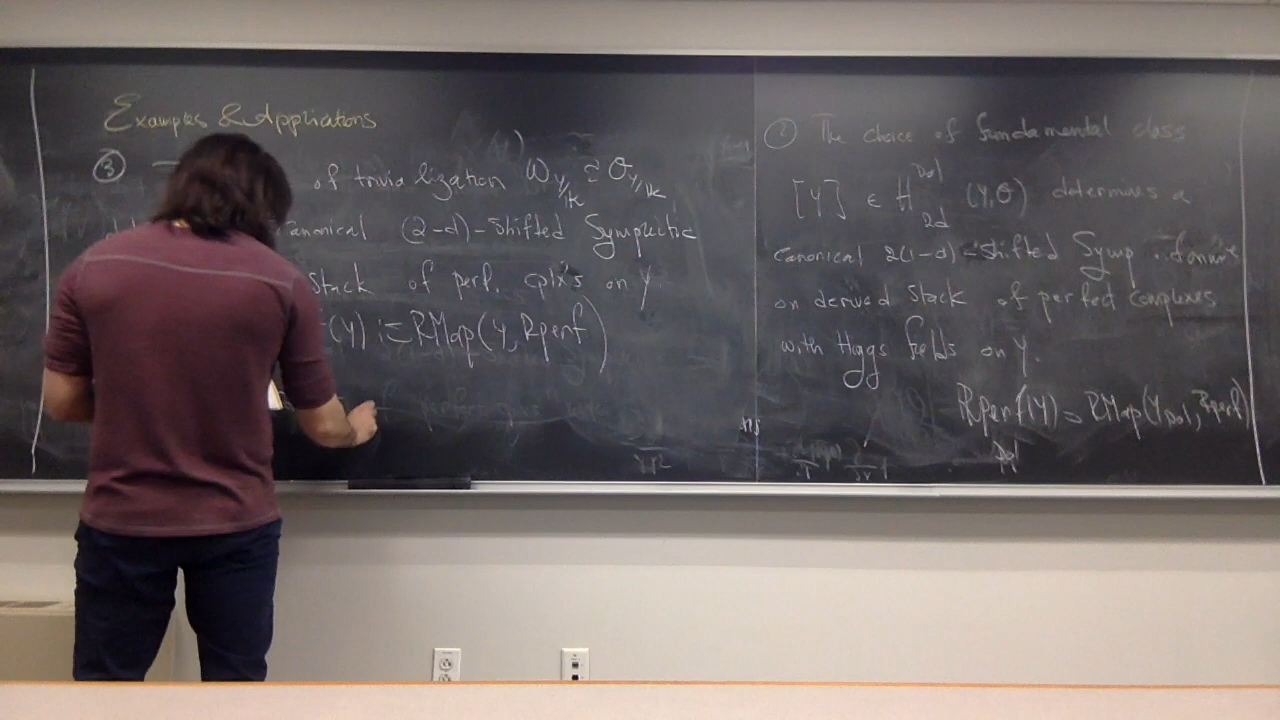 Examples & Applications
③ of trivialization ω_{Y/k} ≅ O_{Y/k}
canonical (2-d)-shifted Symplectic
stack of perf. cplx's on Y
(Y) := RMap(Y, Rperf)
② The choice of fundamental class
[Y] ∈ H^{Dol}_{2d} (Y, O) determines a
canonical 2(1-d)-shifted Symp
on derived stack of perfect complexes
with Higgs fields on Y.
Rperf(Y) = RMap(Y_{Dol}, Rperf)
Dol